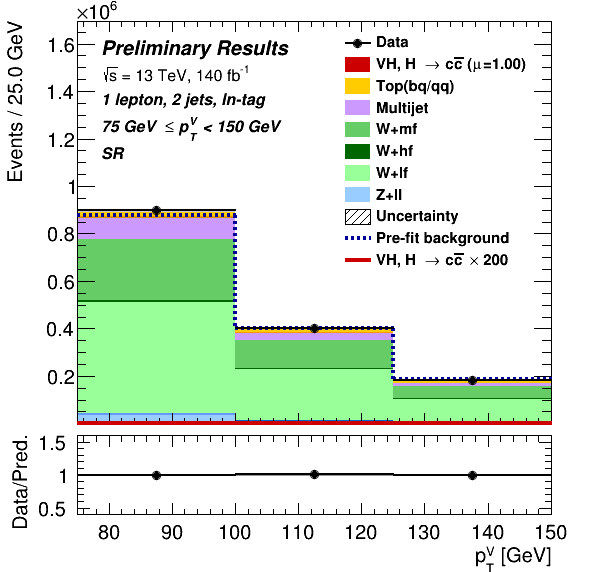 ×10⁶
Events / 25.0 GeV
1.6
1.4
1.2
1
0.8
0.6
0.4
0.2
Preliminary Results
√s = 13 TeV, 140 fb⁻¹
1 lepton, 2 jets, ln-tag
75 GeV ≤ p_T^V < 150 GeV
SR
Data
VH, H → cc̅ (μ=1.00)
Top(bq/qq)
Multijet
W+mf
W+hf
W+lf
Z+ll
Uncertainty
Pre-fit background
VH, H → cc̅ × 200
Data/Pred.
1.5
1
0.5
80 90 100 110 120 130 140 150
p_T^V [GeV]